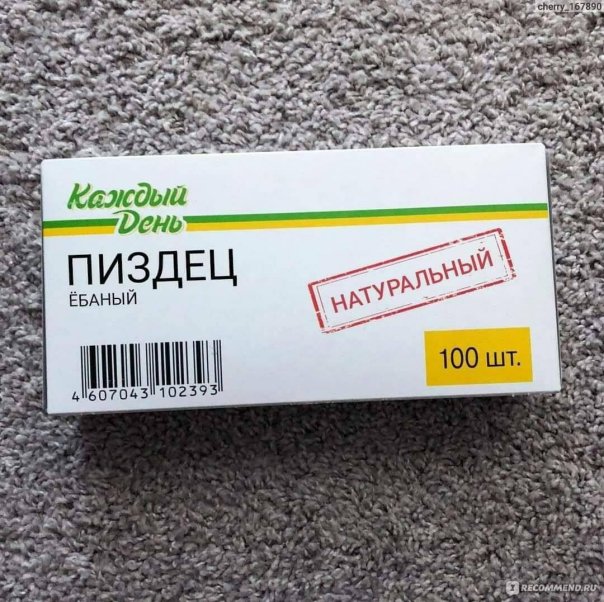 cherry_167890
Каждый
День
ПИЗДЕЦ
ЁБАНЫЙ
НАТУРАЛЬНЫЙ
100 шт.
4 607043 102393
IRECOMMEND.RU